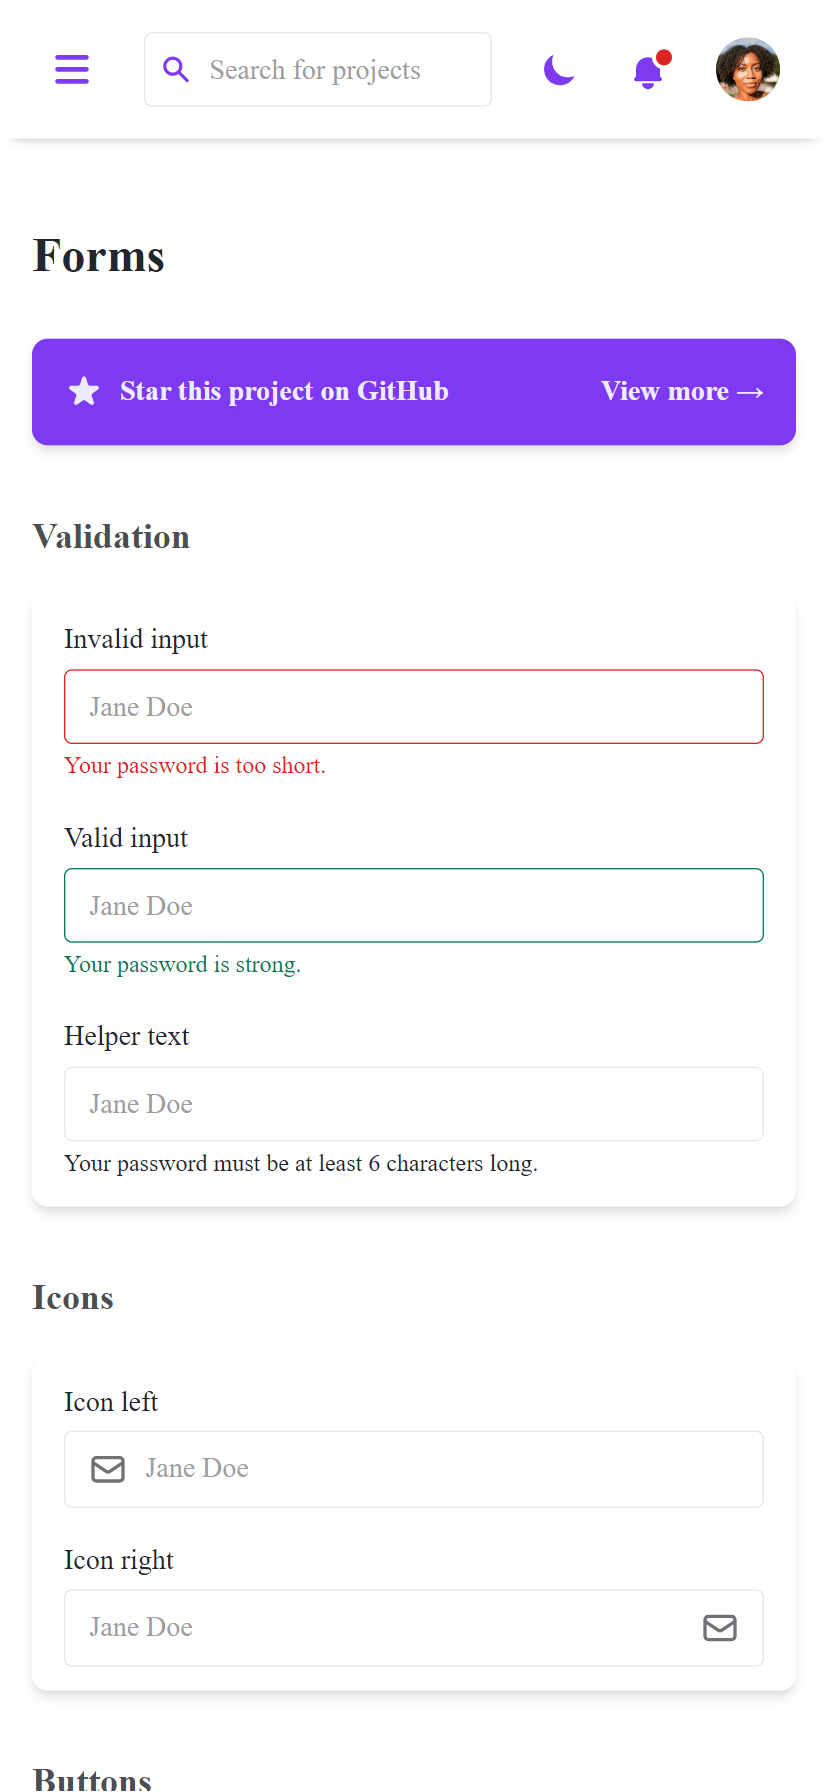 Search for projects
Forms
Star this project on GitHub
View more →
Validation
Invalid input
Jane Doe
Your password is too short.
Valid input
Jane Doe
Your password is strong.
Helper text
Jane Doe
Your password must be at least 6 characters long.
Icons
Icon left
Jane Doe
Icon right
Jane Doe
Buttons